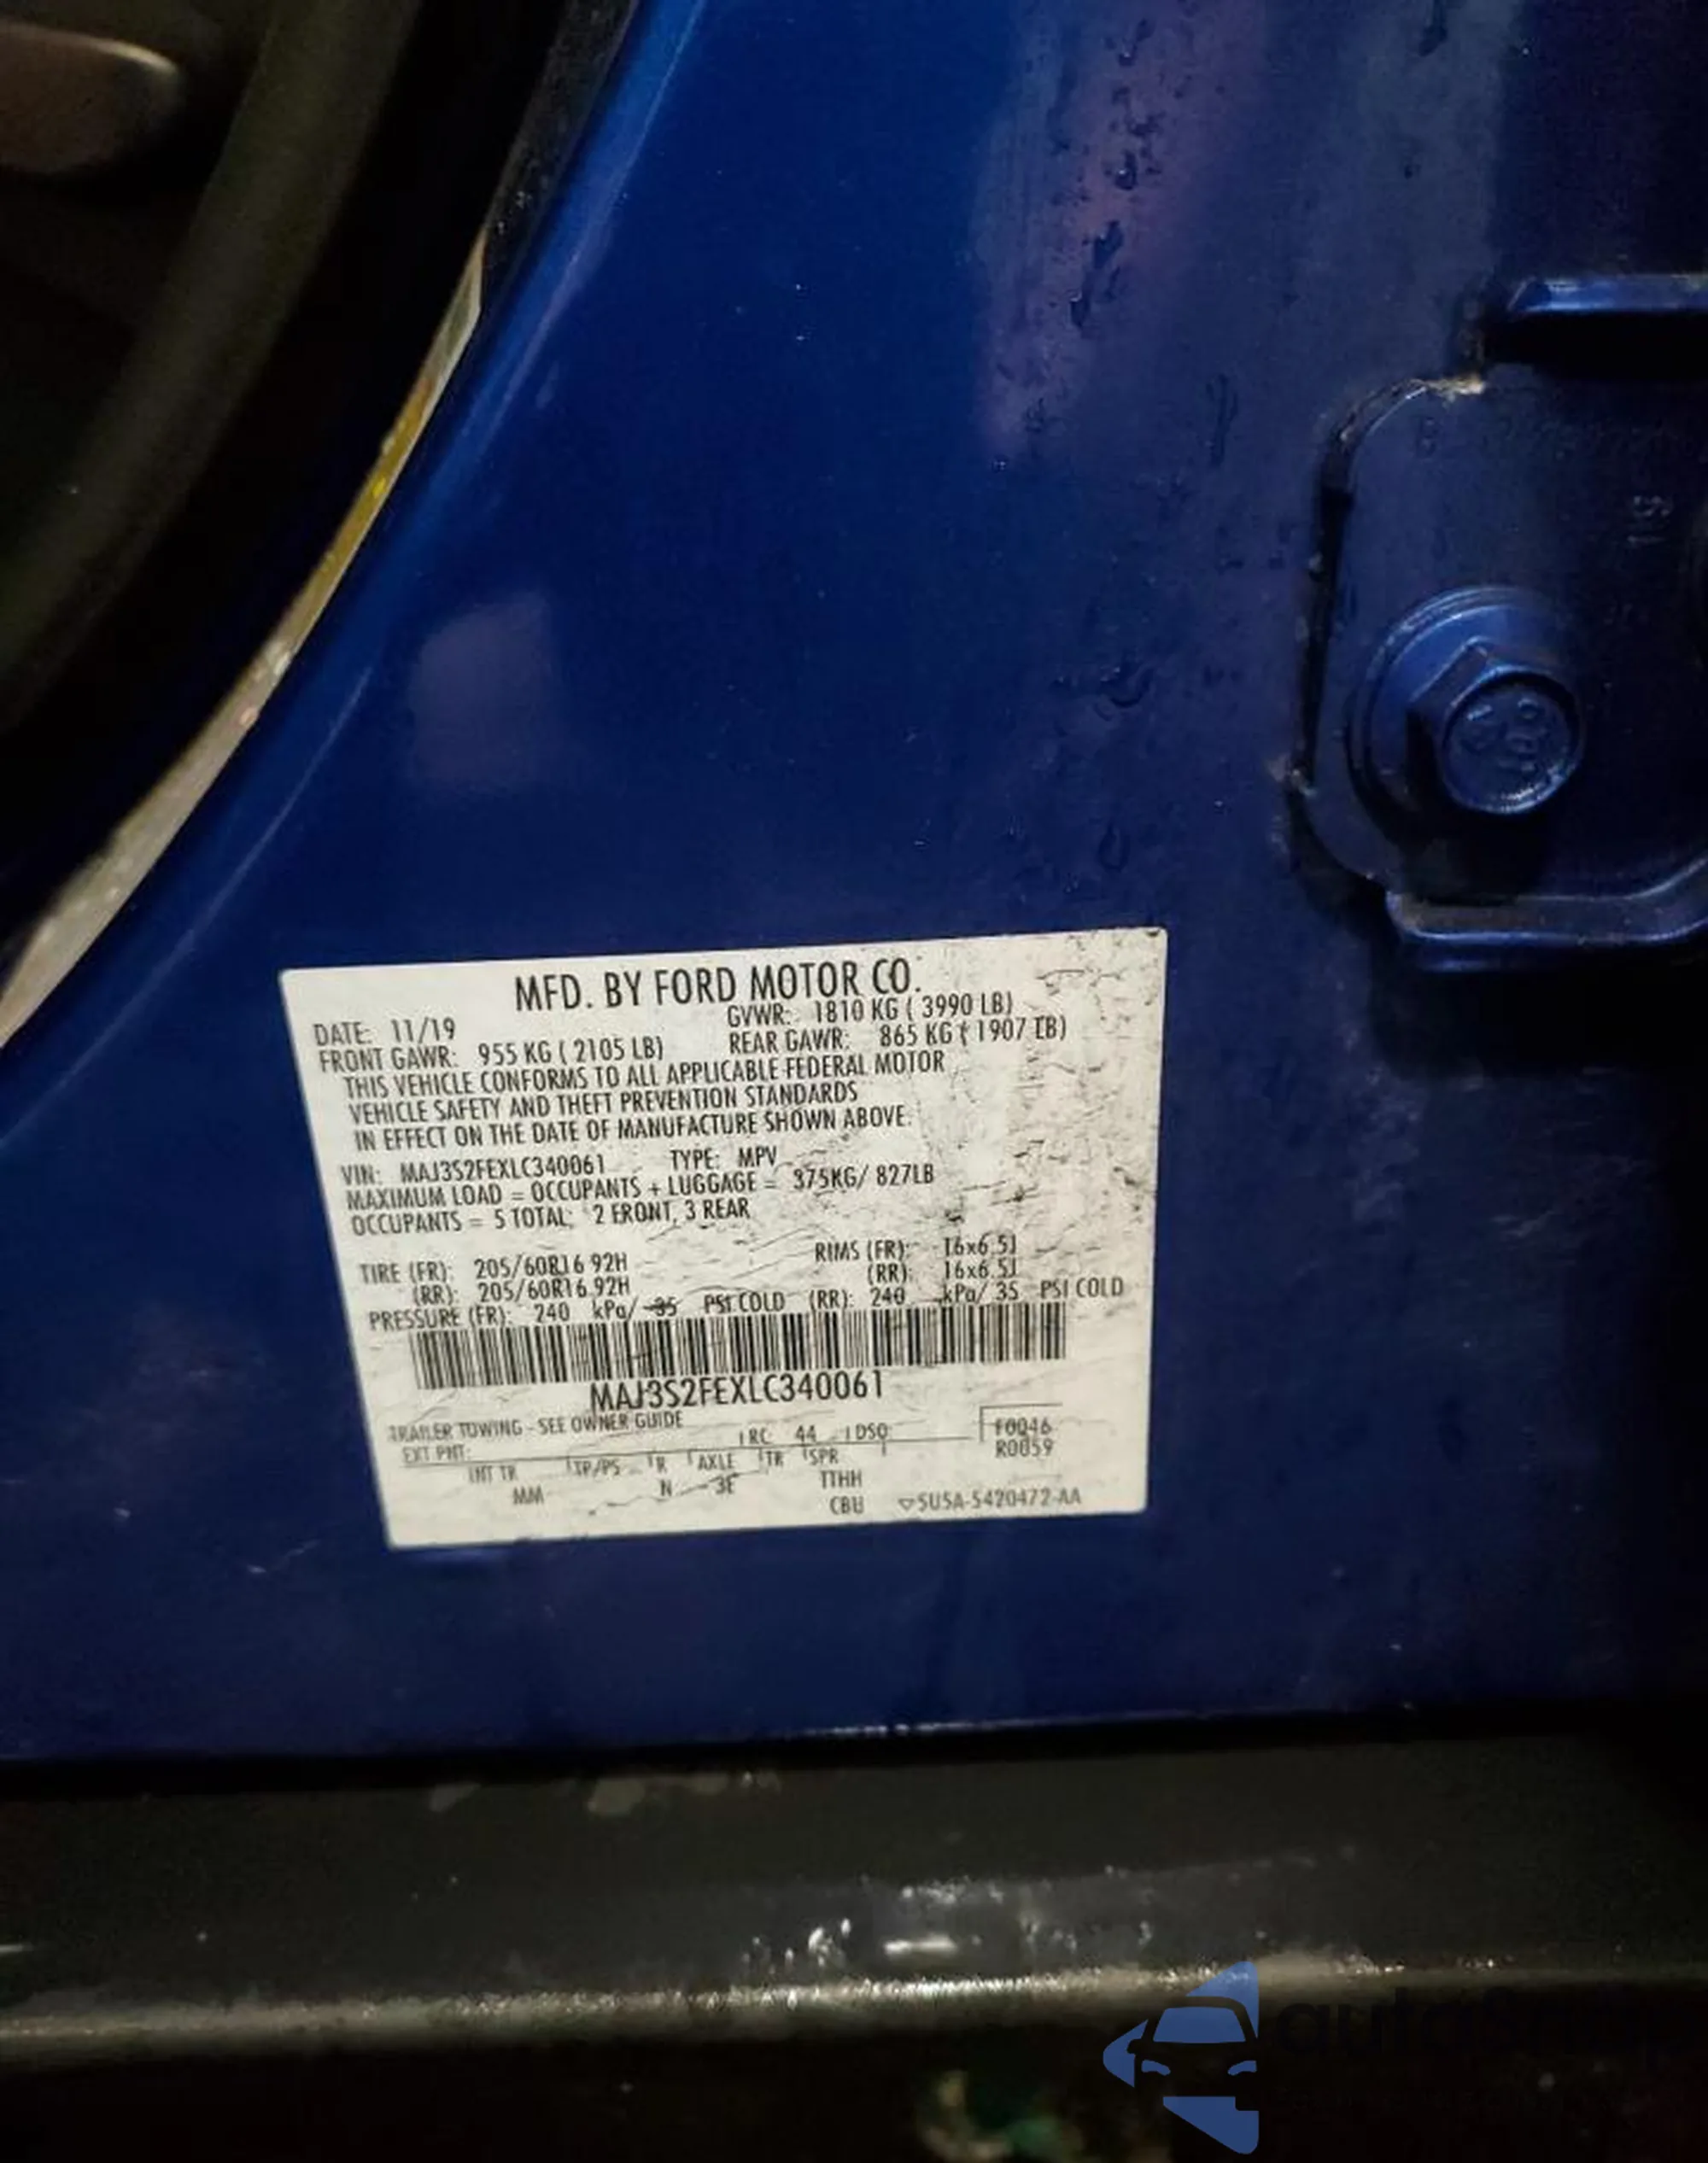 MFD. BY FORD MOTOR CO.
DATE: 11/19 GVWR: 1810 KG ( 3990 LB)
FRONT GAWR: 955 KG ( 2105 LB) REAR GAWR: 865 KG ( 1907 LB)
THIS VEHICLE CONFORMS TO ALL APPLICABLE FEDERAL MOTOR
VEHICLE SAFETY AND THEFT PREVENTION STANDARDS
IN EFFECT ON THE DATE OF MANUFACTURE SHOWN ABOVE.
VIN: MAJ3S2FEXLC340061 TYPE: MPV
MAXIMUM LOAD = OCCUPANTS + LUGGAGE = 375KG/ 827LB
OCCUPANTS = 5 TOTAL; 2 FRONT, 3 REAR
TIRE (FR): 205/60R16 92H RIMS (FR): 16x6.5J
(RR): 205/60R16 92H (RR): 16x6.5J
PRESSURE (FR): 240 kPa/ 35 PSI COLD (RR): 240 kPa/ 35 PSI COLD
MAJ3S2FEXLC340061
TRAILER TOWING - SEE OWNER GUIDE
EXT PNT: RC: 44 DSO: F0046
R0059
INT TR TP/PS R AXLE TR SPR
MM N 3E TTHH
CBU 5U5A-5420472-AA